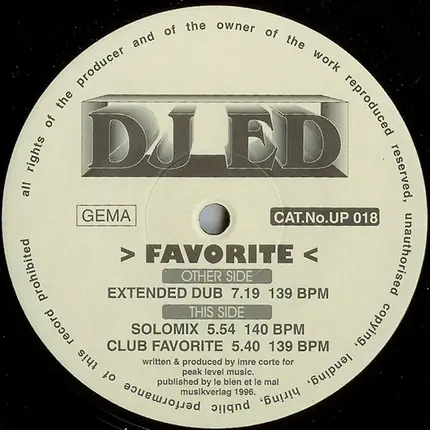 all rights of the producer and of the owner of the work reproduced reserved, unauthorised copying, lending, hiring, public performance of this record prohibited
DJ ED
GEMA
CAT.No.UP 018
> FAVORITE <
OTHER SIDE
EXTENDED DUB 7.19 139 BPM
THIS SIDE
SOLOMIX 5.54 140 BPM
CLUB FAVORITE 5.40 139 BPM
written & produced by imre corte for
peak level music.
published by le bien et le mal
musikverlag 1996.